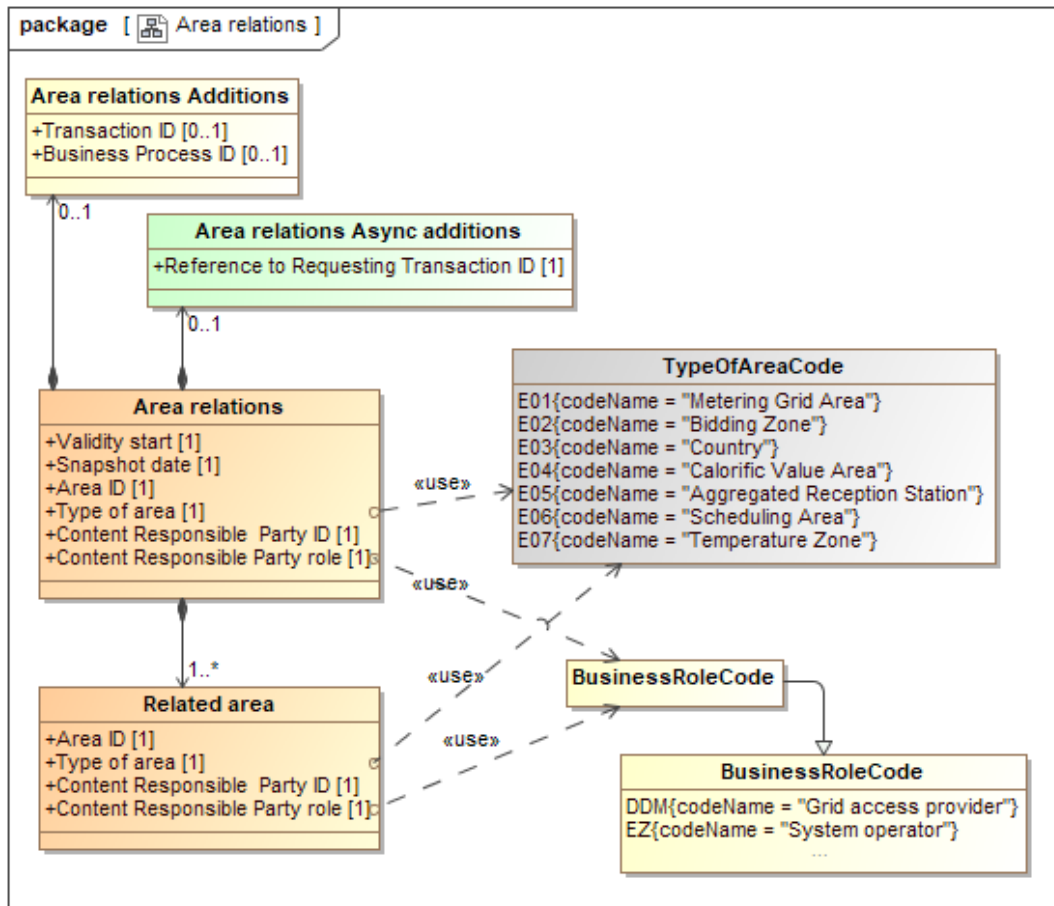 package [ Area relations ]
Area relations Additions
+Transaction ID [0..1]
+Business Process ID [0..1]
0..1
Area relations Async additions
+Reference to Requesting Transaction ID [1]
0..1
Area relations
+Validity start [1]
+Snapshot date [1]
+Area ID [1]
+Type of area [1]
+Content Responsible  Party ID [1]
+Content Responsible Party role [1]
«use»
«use»
TypeOfAreaCode
E01{codeName = "Metering Grid Area"}
E02{codeName = "Bidding Zone"}
E03{codeName = "Country"}
E04{codeName = "Calorific Value Area"}
E05{codeName = "Aggregated Reception Station"}
E06{codeName = "Scheduling Area"}
E07{codeName = "Temperature Zone"}
1..*
Related area
+Area ID [1]
+Type of area [1]
+Content Responsible  Party ID [1]
+Content Responsible Party role [1]
«use»
«use»
BusinessRoleCode
BusinessRoleCode
DDM{codeName = "Grid access provider"}
EZ{codeName = "System operator"}
...